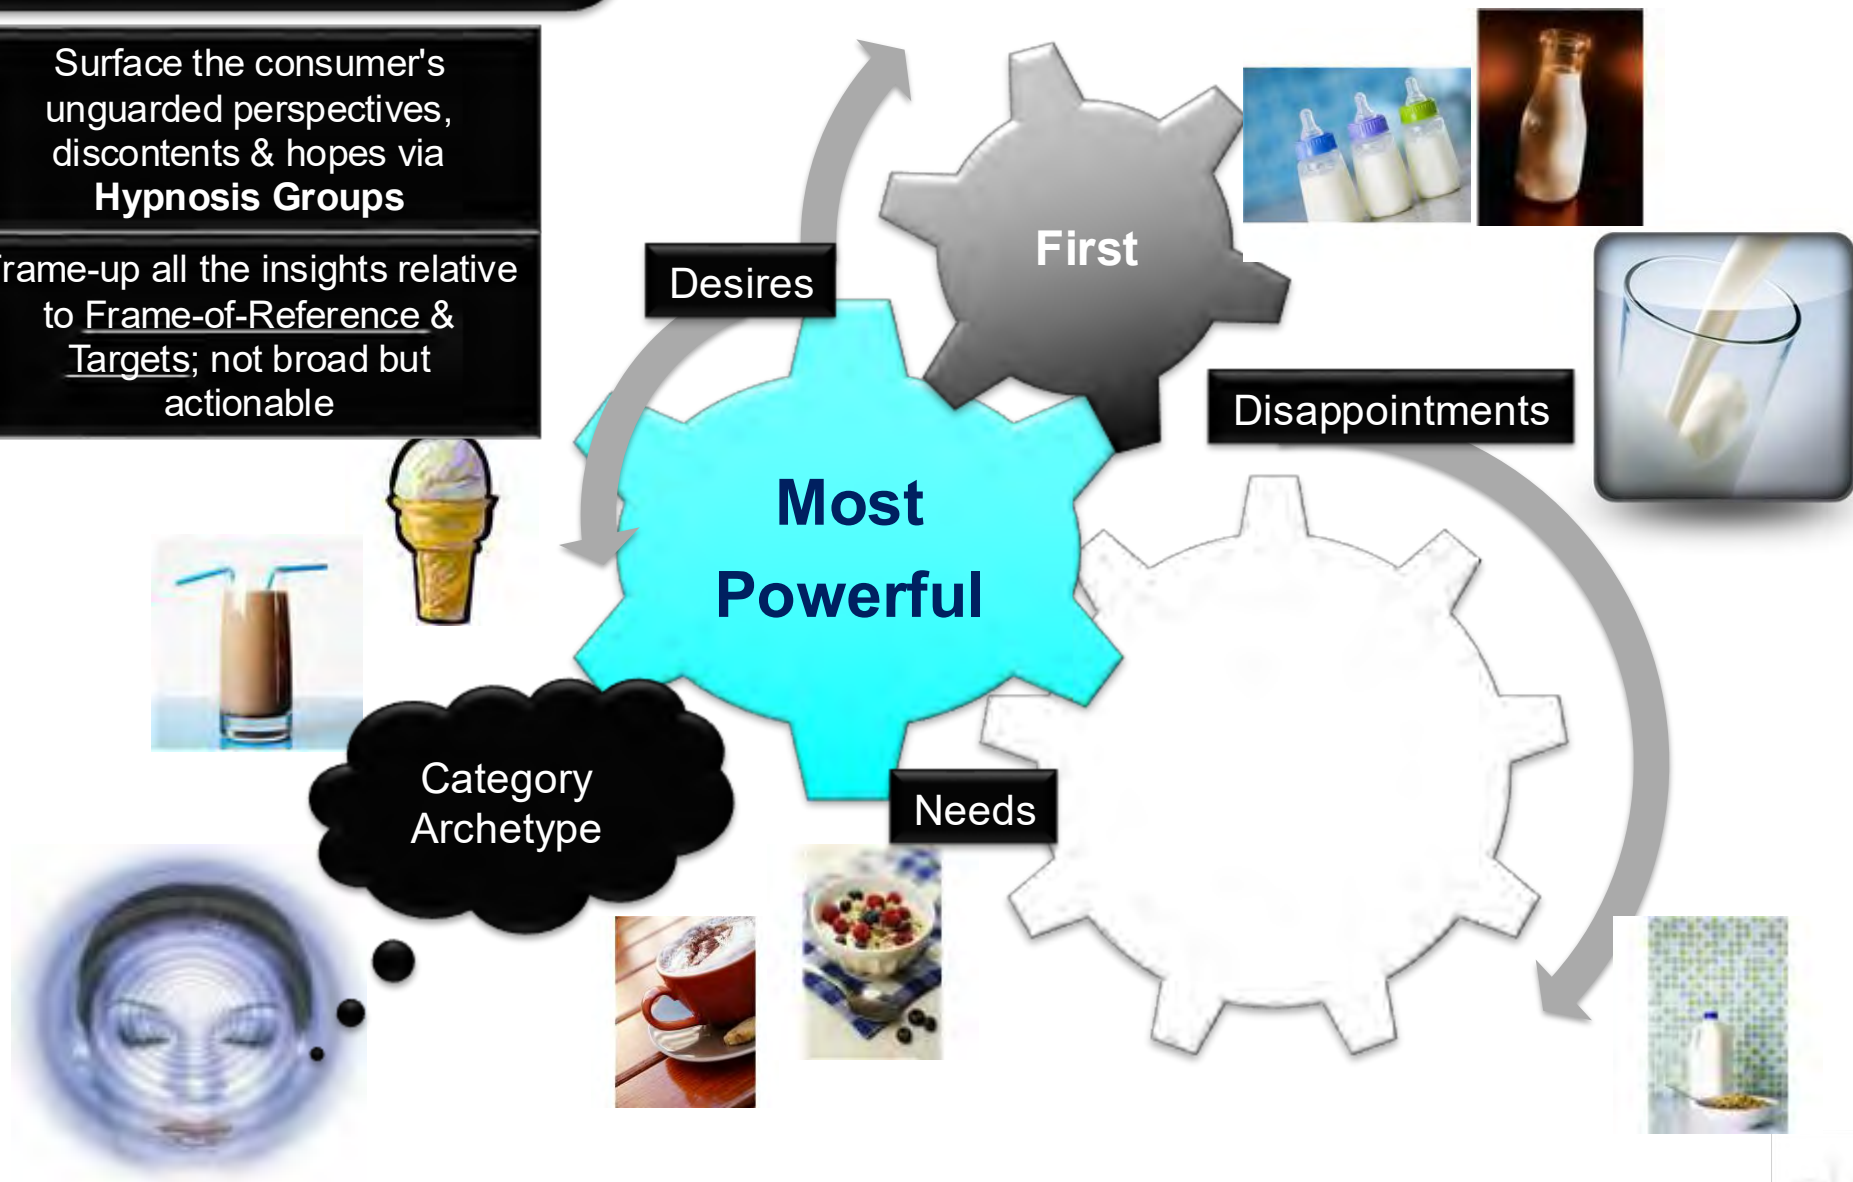 Surface the consumer's
unguarded perspectives,
discontents & hopes via
Hypnosis Groups
rame-up all the insights relative
to Frame-of-Reference &
Targets; not broad but
actionable
First
Desires
Disappointments
Most
Powerful
Category
Archetype
Needs